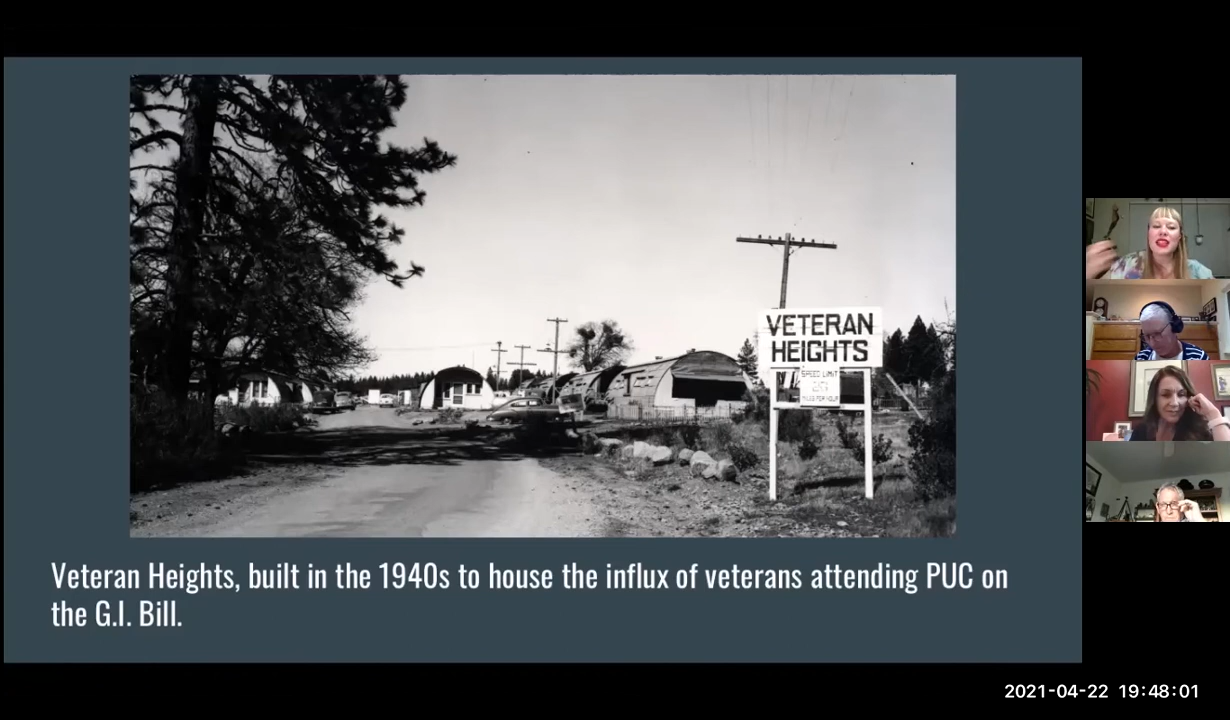 VETERAN
HEIGHTS
SPEED LIMIT
25
MILES PER HOUR
Veteran Heights, built in the 1940s to house the influx of veterans attending PUC on
the G.I. Bill.
2021-04-22 19:48:01